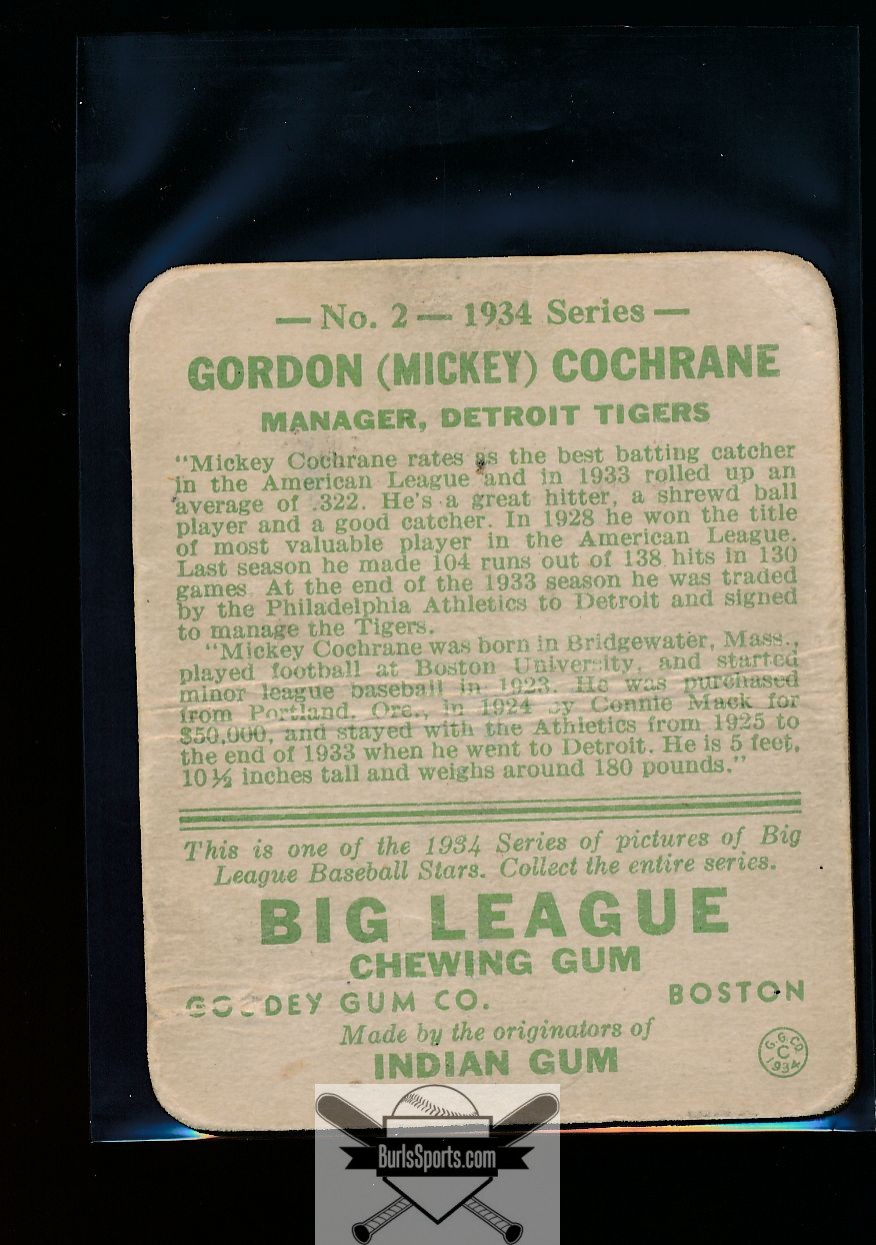 — No. 2 — 1934 Series —
GORDON (MICKEY) COCHRANE
MANAGER, DETROIT TIGERS
"Mickey Cochrane rates as the best batting catcher
in the American League and in 1933 rolled up an
average of .322. He's a great hitter, a shrewd ball
player and a good catcher. In 1928 he won the title
of most valuable player in the American League.
Last season he made 104 runs out of 138 hits in 130
games. At the end of the 1933 season he was traded
by the Philadelphia Athletics to Detroit and signed
to manage the Tigers.
"Mickey Cochrane was born in Bridgewater, Mass.,
played football at Boston University, and started
minor league baseball in 1923. He was purchased
from Portland, Ore., in 1924 by Connie Mack for
$50,000, and stayed with the Athletics from 1925 to
the end of 1933 when he went to Detroit. He is 5 feet,
10½ inches tall and weighs around 180 pounds."
This is one of the 1934 Series of pictures of Big
League Baseball Stars. Collect the entire series.
BIG LEAGUE
CHEWING GUM
GOUDEY GUM CO. BOSTON
Made by the originators of
INDIAN GUM
G.G.CO
C
1934
BurlsSports.com